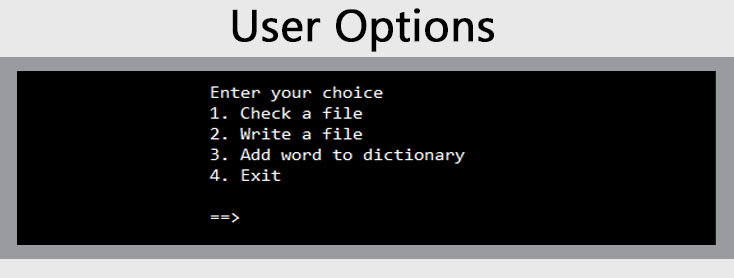 User Options
Enter your choice
1. Check a file
2. Write a file
3. Add word to dictionary
4. Exit
==>